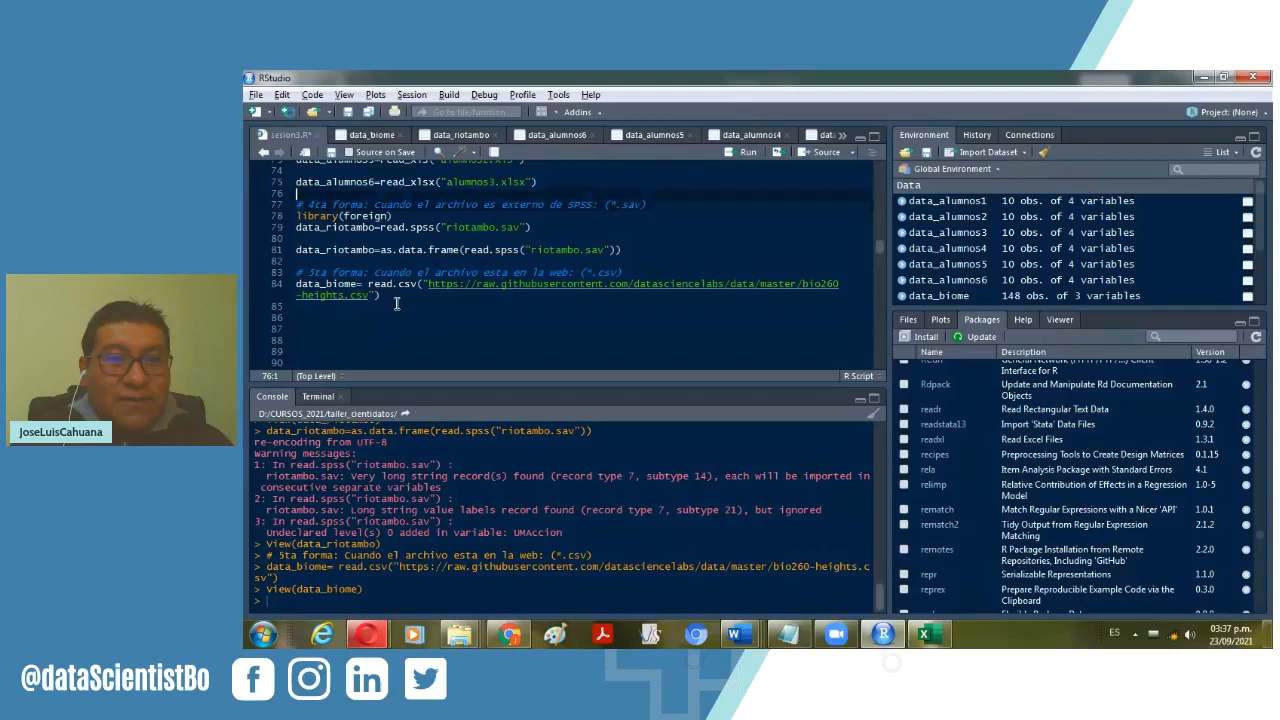 RStudio
File Edit Code View Plots Session Build Debug Profile Tools Help
Go to file/function Addins Project: (None)
sesion3.R* data_biome data_riotambo data_alumnos6 data_alumnos5 data_alumnos4
Source on Save Run Source
74
75 data_alumnos6=read_xlsx("alumnos3.xlsx")
76
77 # 4ta forma: Cuando el archivo es externo de SPSS: (*.sav)
78 library(foreign)
79 data_riotambo=read.spss("riotambo.sav")
80
81 data_riotambo=as.data.frame(read.spss("riotambo.sav"))
82
83 # 5ta forma: Cuando el archivo esta en la web: (*.csv)
84 data_biome= read.csv("https://raw.githubusercontent.com/datasciencelabs/data/master/bio260
-heights.csv")
85
86
87
88
89
90
76:1 (Top Level) R Script
Console Terminal
D:/CURSOS_2021/taller_cientidatos/
> data_riotambo=as.data.frame(read.spss("riotambo.sav"))
re-encoding from UTF-8
Warning messages:
1: In read.spss("riotambo.sav") :
riotambo.sav: Very long string record(s) found (record type 7, subtype 14), each will be imported in
consecutive separate variables
2: In read.spss("riotambo.sav") :
riotambo.sav: Long string value labels record found (record type 7, subtype 21), but ignored
3: In read.spss("riotambo.sav") :
Undeclared level(s) 0 added in variable: UMAccion
> View(data_riotambo)
> # 5ta forma: Cuando el archivo esta en la web: (*.csv)
> data_biome= read.csv("https://raw.githubusercontent.com/datasciencelabs/data/master/bio260-heights.c
sv")
> View(data_biome)
>
Environment History Connections
Import Dataset List
Global Environment
Data
data_alumnos1 10 obs. of 4 variables
data_alumnos2 10 obs. of 4 variables
data_alumnos3 10 obs. of 4 variables
data_alumnos4 10 obs. of 4 variables
data_alumnos5 10 obs. of 4 variables
data_alumnos6 10 obs. of 4 variables
data_biome 148 obs. of 3 variables
Files Plots Packages Help Viewer
Install Update
Name Description Version
Interface for R
Rdpack Update and Manipulate Rd Documentation Objects 2.1
readr Read Rectangular Text Data 1.4.0
readstata13 Import 'Stata' Data Files 0.9.2
readxl Read Excel Files 1.3.1
recipes Preprocessing Tools to Create Design Matrices 0.1.15
rela Item Analysis Package with Standard Errors 4.1
relimp Relative Contribution of Effects in a Regression Model 1.0-5
rematch Match Regular Expressions with a Nicer 'API' 1.0.1
rematch2 Tidy Output from Regular Expression Matching 2.1.2
remotes R Package Installation from Remote Repositories, Including 'GitHub' 2.2.0
repr Serializable Representations 1.1.0
reprex Prepare Reproducible Example Code via the Clipboard 0.3.0
JoseLuisCahuana
ES 03:37 p.m.
23/09/2021
@dataScientistBo